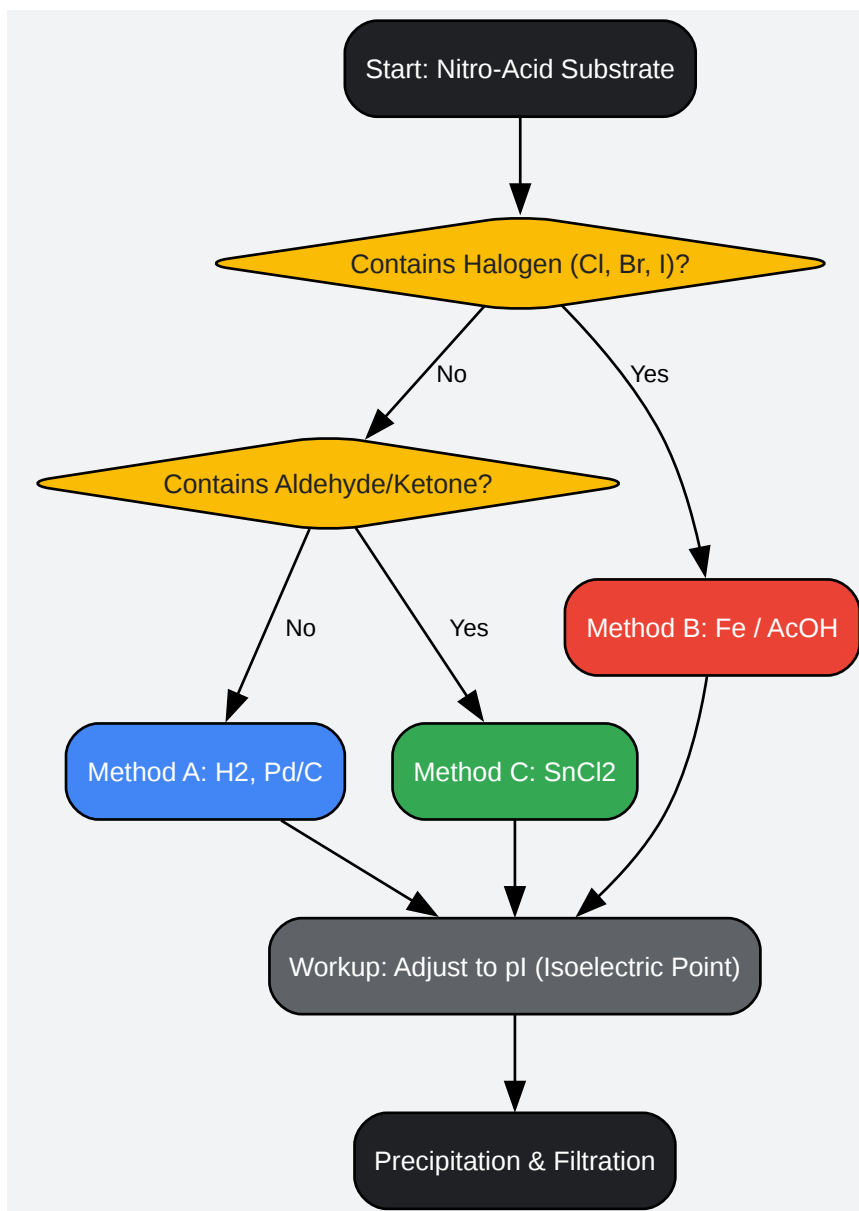 Start: Nitro-Acid Substrate
Contains Halogen (Cl, Br, I)?
No
Yes
Contains Aldehyde/Ketone?
No
Yes
Method B: Fe / AcOH
Method A: H2, Pd/C
Method C: SnCl2
Workup: Adjust to pI (Isoelectric Point)
Precipitation & Filtration